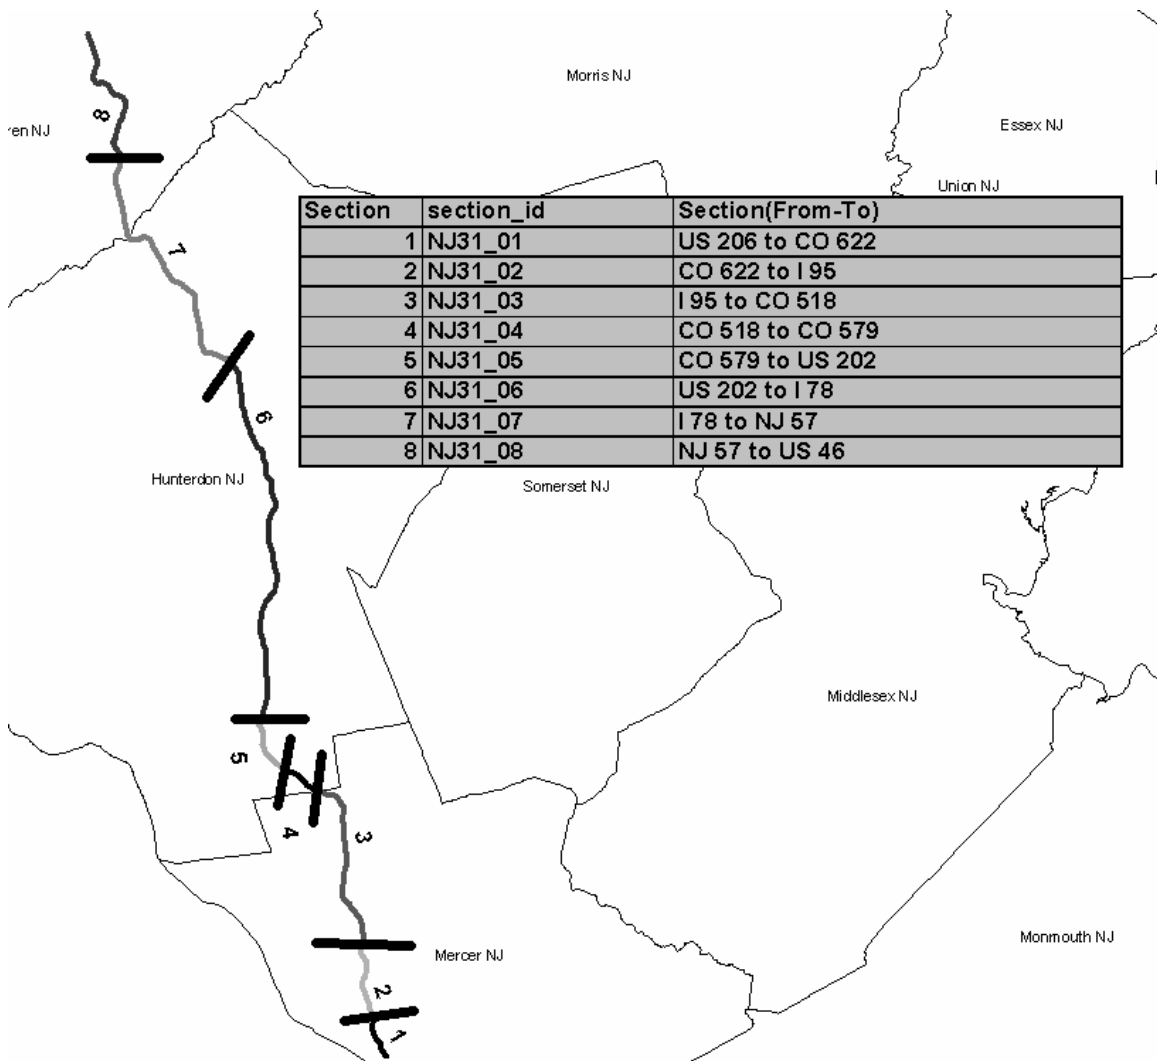 Morris NJ
Essex NJ
ren NJ
8
Union NJ
Section section_id Section(From-To)
1 NJ31_01 US 206 to CO 622
2 NJ31_02 CO 622 to I 95
3 NJ31_03 I 95 to CO 518
4 NJ31_04 CO 518 to CO 579
5 NJ31_05 CO 579 to US 202
6 NJ31_06 US 202 to I 78
7 NJ31_07 I 78 to NJ 57
8 NJ31_08 NJ 57 to US 46
7
6
Hunterdon NJ
Somerset NJ
Middlesex NJ
5
4
3
Monmouth NJ
Mercer NJ
2
1